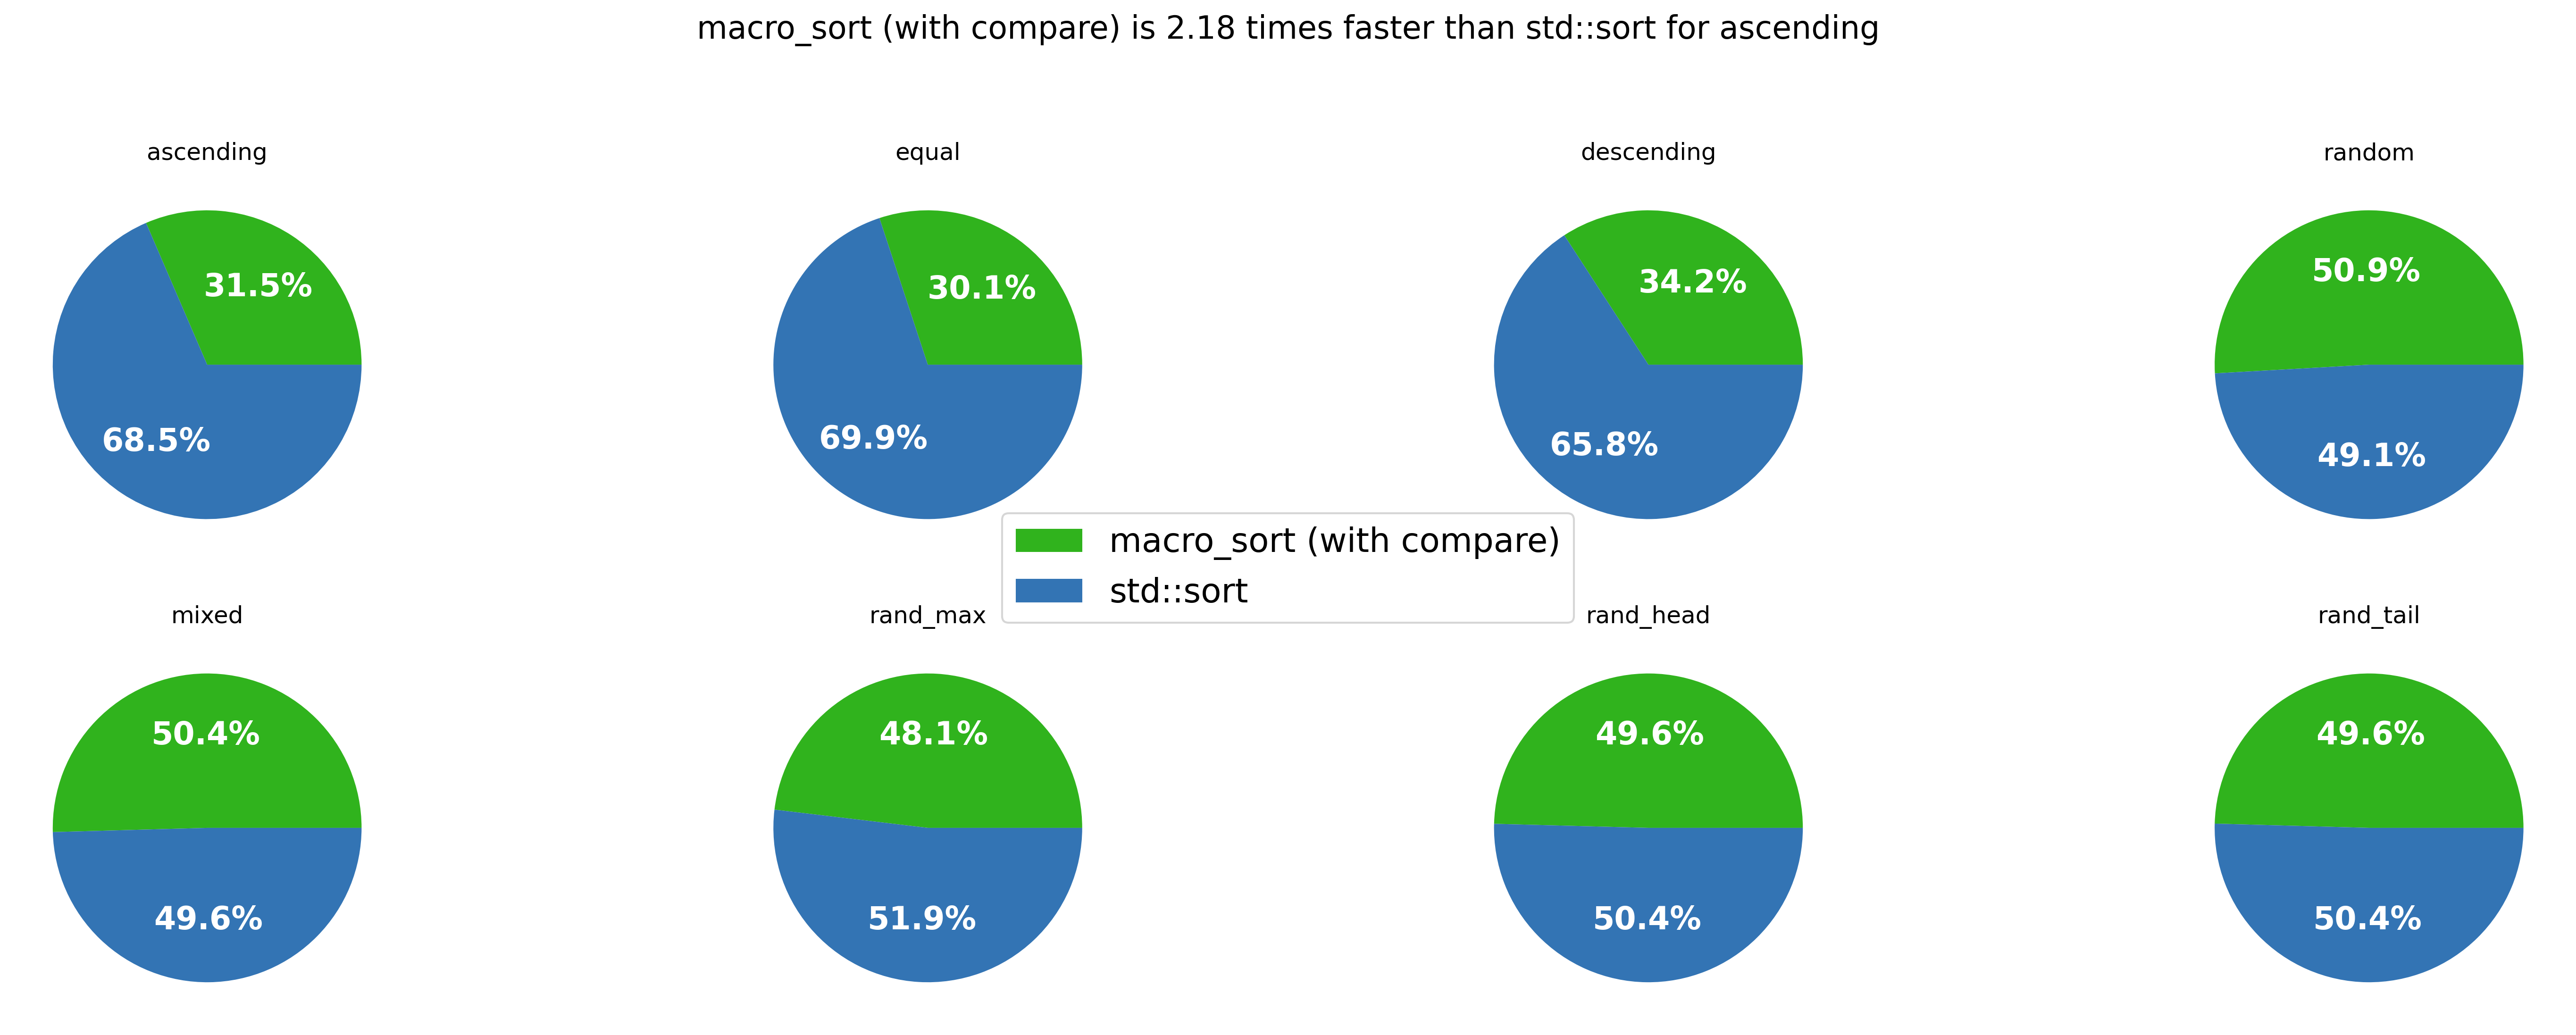 macro_sort (with compare) is 2.18 times faster than std::sort for ascending
ascending
31.5%
68.5%
equal
30.1%
69.9%
descending
34.2%
65.8%
random
50.9%
49.1%
macro_sort (with compare)
std::sort
mixed
50.4%
49.6%
rand_max
48.1%
51.9%
rand_head
49.6%
50.4%
rand_tail
49.6%
50.4%